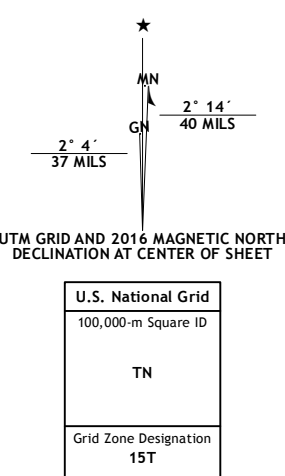 ★
MN
2° 14´
40 MILS
GN
2° 4´
37 MILS
UTM GRID AND 2016 MAGNETIC NORTH
DECLINATION AT CENTER OF SHEET
U.S. National Grid
100,000-m Square ID
TN
Grid Zone Designation
15T